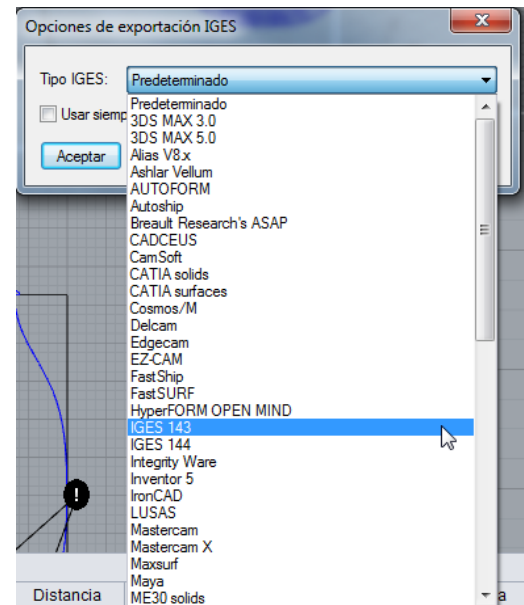 Opciones de exportación IGES
Tipo IGES: Predeterminado
Predeterminado
Usar siemp
3DS MAX 3.0
3DS MAX 5.0
Aceptar
Alias V8.x
Ashlar Vellum
AUTOFORM
Autoship
Breault Research's ASAP
CADCEUS
CamSoft
CATIA solids
CATIA surfaces
Cosmos/M
Delcam
Edgecam
EZ-CAM
FastShip
FastSURF
HyperFORM OPEN MIND
IGES 143
IGES 144
Integrity Ware
Inventor 5
IronCAD
!
LUSAS
Mastercam
Mastercam X
Maxsurf
Maya
ME30 solids
Distancia
a